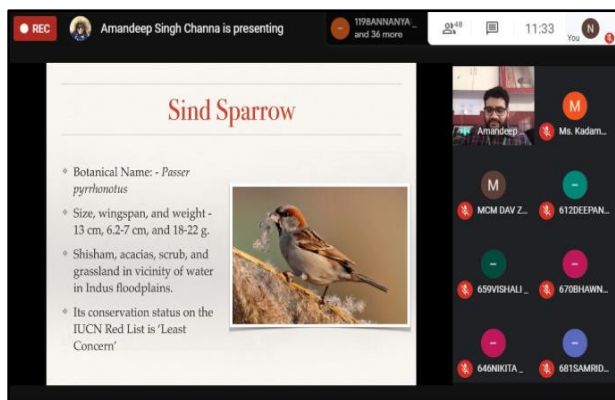 REC
Amandeep Singh Channa is presenting
1198ANNANYA_
and 36 more
48
11:33
You
N
Sind Sparrow
Botanical Name: - Passer
pyrrhonotus
Size, wingspan, and weight -
13 cm, 6.2-7 cm, and 18-22 g.
Shisham, acacias, scrub, and
grassland in vicinity of water
in Indus floodplains.
Its conservation status on the
IUCN Red List is 'Least
Concern'
Amandeep ...
M
Ms. Kadam...
M
MCM DAV Z...
612DEEPAN...
659VISHALI _
670BHAWN...
646NIKITA _
681SAMRID...